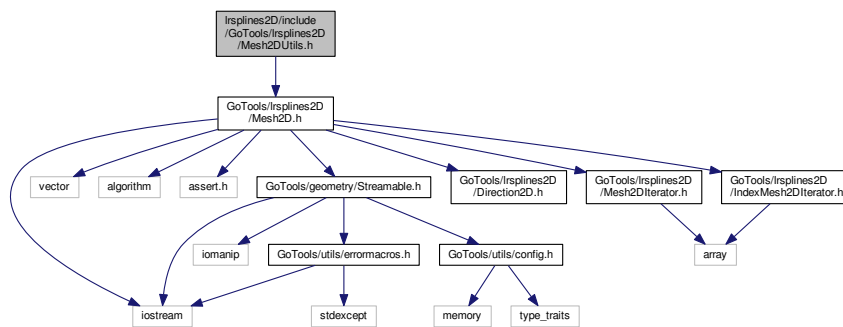 lrsplines2D/include
/GoTools/lrsplines2D
/Mesh2DUtils.h
GoTools/lrsplines2D
/Mesh2D.h
vector
algorithm
assert.h
GoTools/geometry/Streamable.h
GoTools/lrsplines2D
/Direction2D.h
GoTools/lrsplines2D
/Mesh2DIterator.h
GoTools/lrsplines2D
/IndexMesh2DIterator.h
iomanip
GoTools/utils/errormacros.h
GoTools/utils/config.h
array
iostream
stdexcept
memory
type_traits